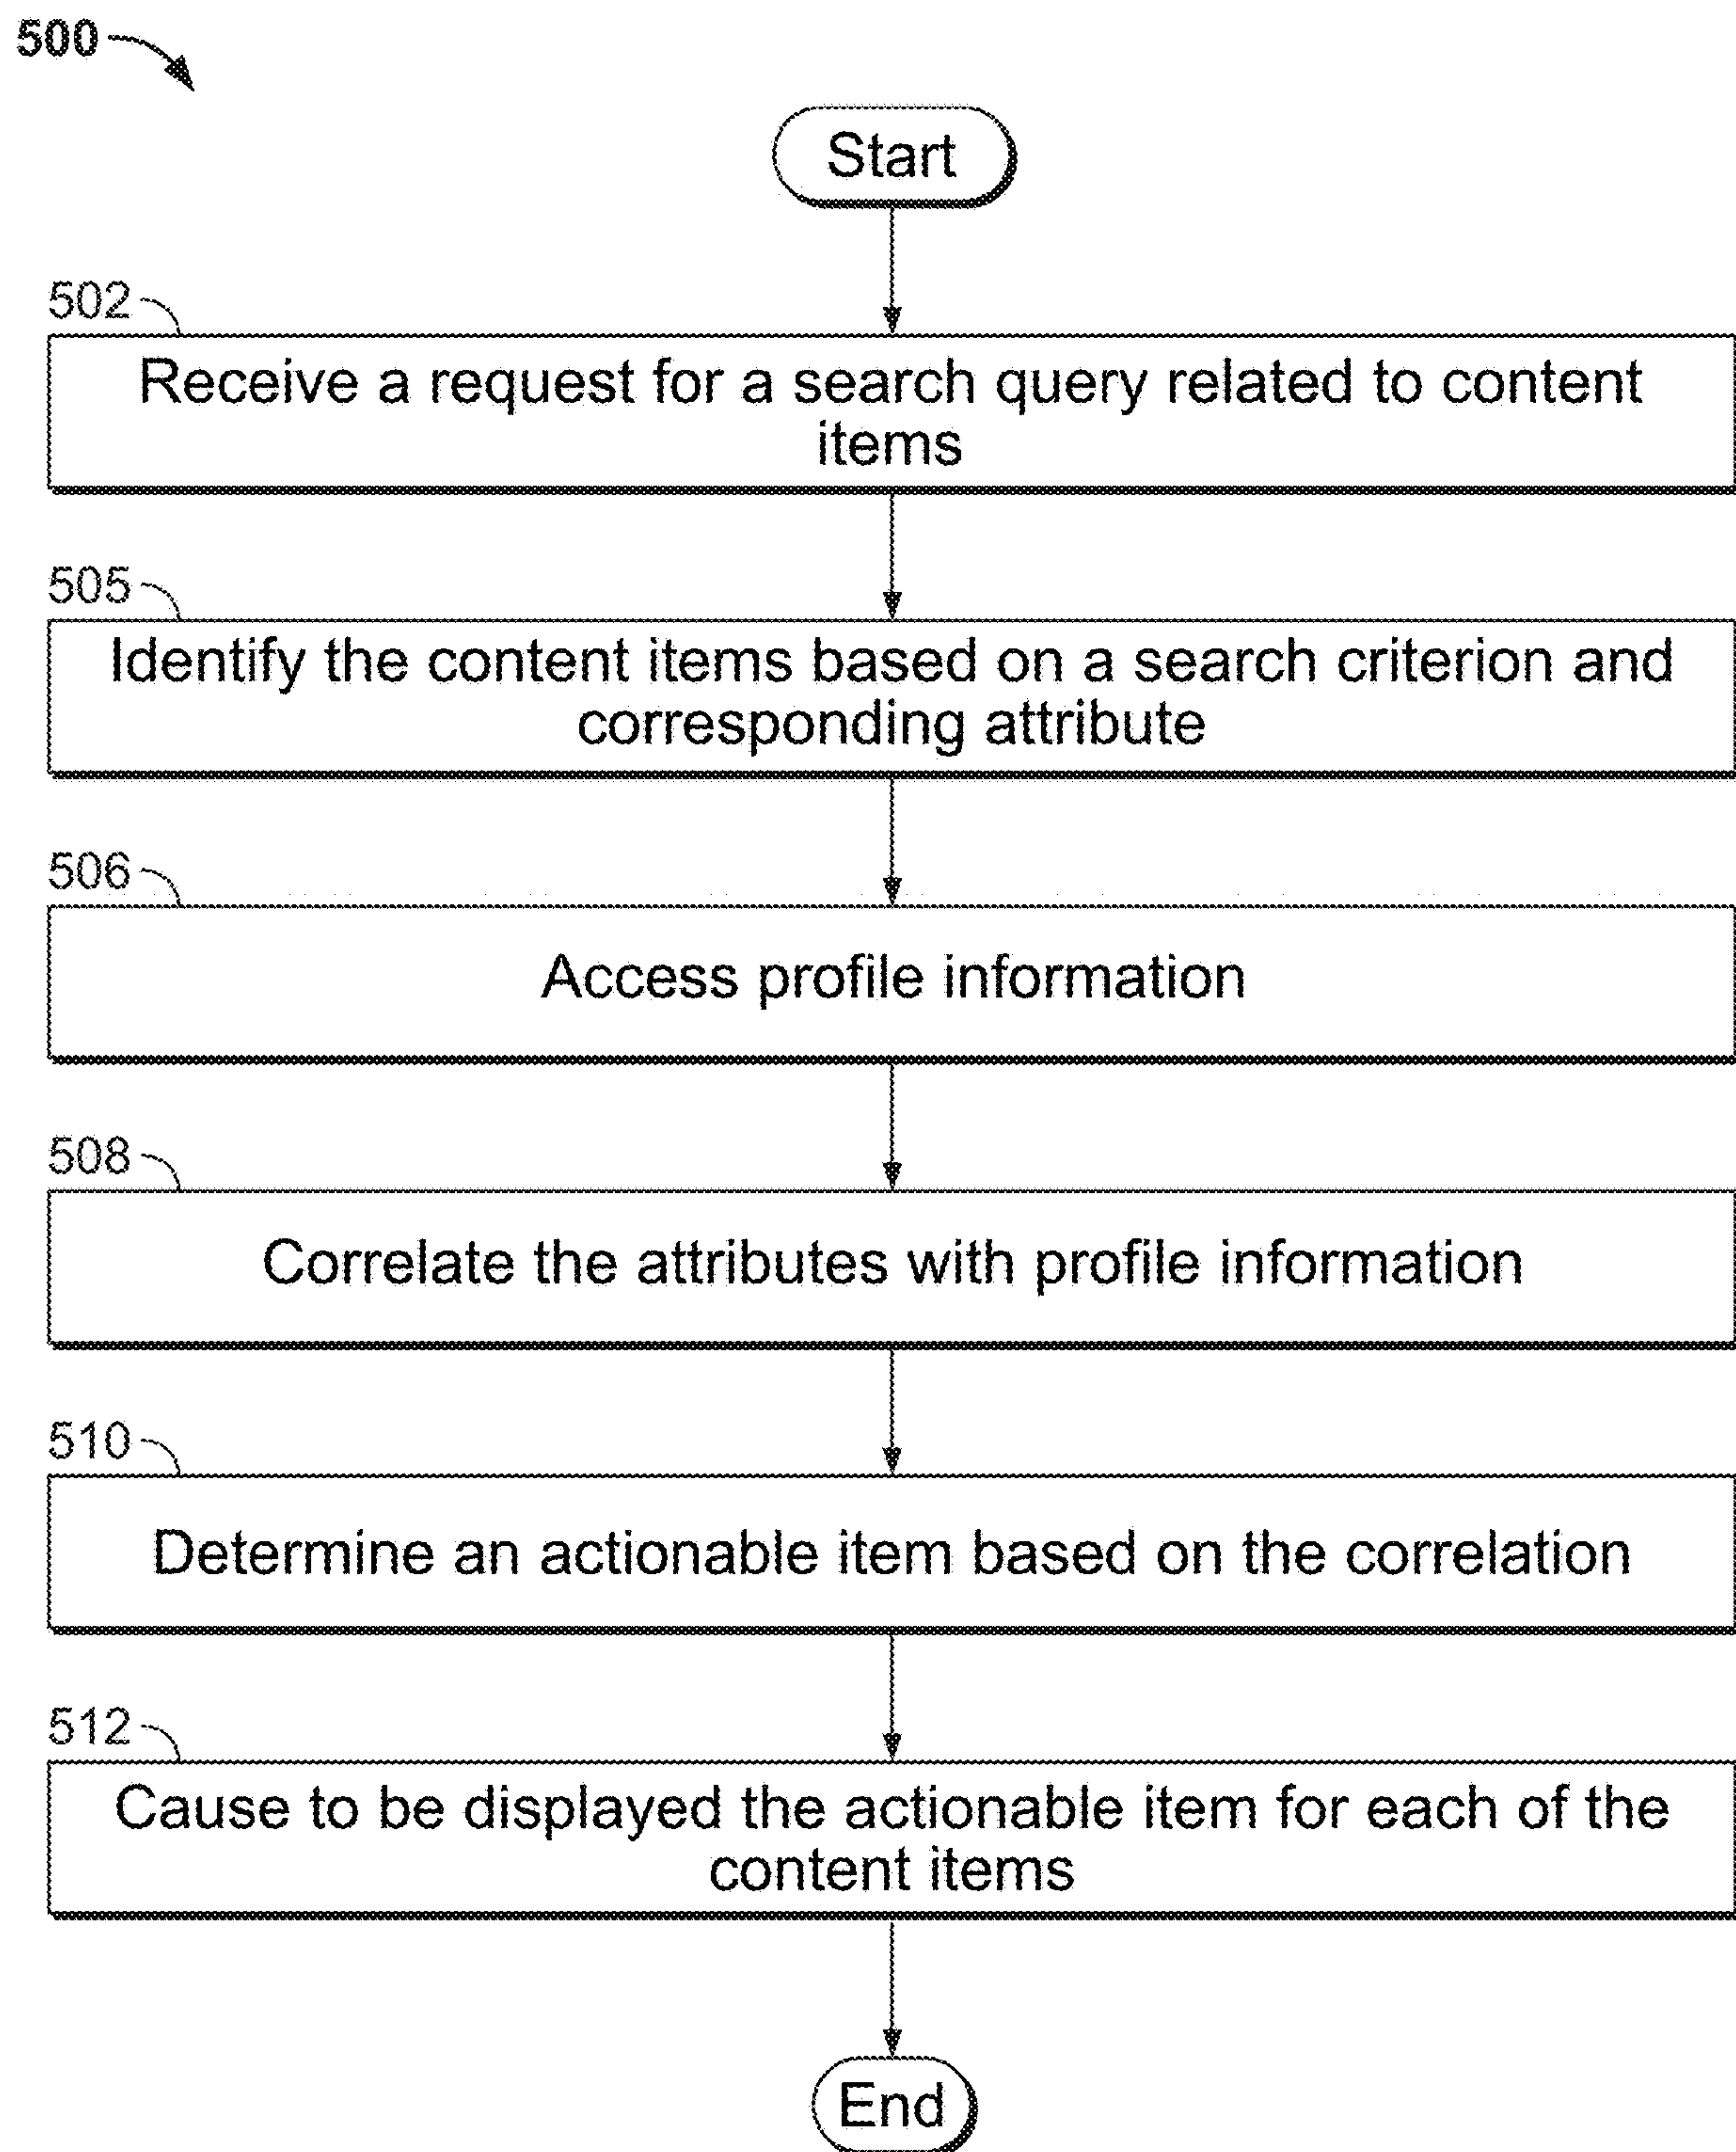 500
Start
502
Receive a request for a search query related to content
items
505
Identify the content items based on a search criterion and
corresponding attribute
506
Access profile information
508
Correlate the attributes with profile information
510
Determine an actionable item based on the correlation
512
Cause to be displayed the actionable item for each of the
content items
End